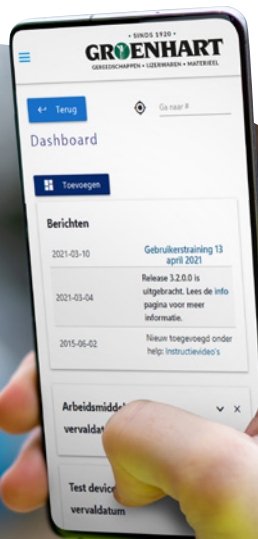 • SINDS 1920 •
GROENHART
GEREEDSCHAPPEN • IJZERWAREN • MATERIEEL
Terug
Ga naar #
Dashboard
Toevoegen
Berichten
2021-03-10
Gebruikerstraining 13
april 2021
2021-03-04
Release 3.2.0.0 is
uitgebracht. Lees de info
pagina voor meer
informatie.
2015-06-02
Nieuw toegevoegd onder
help: Instructievideo's
vervaldatum
Test device
vervaldatum